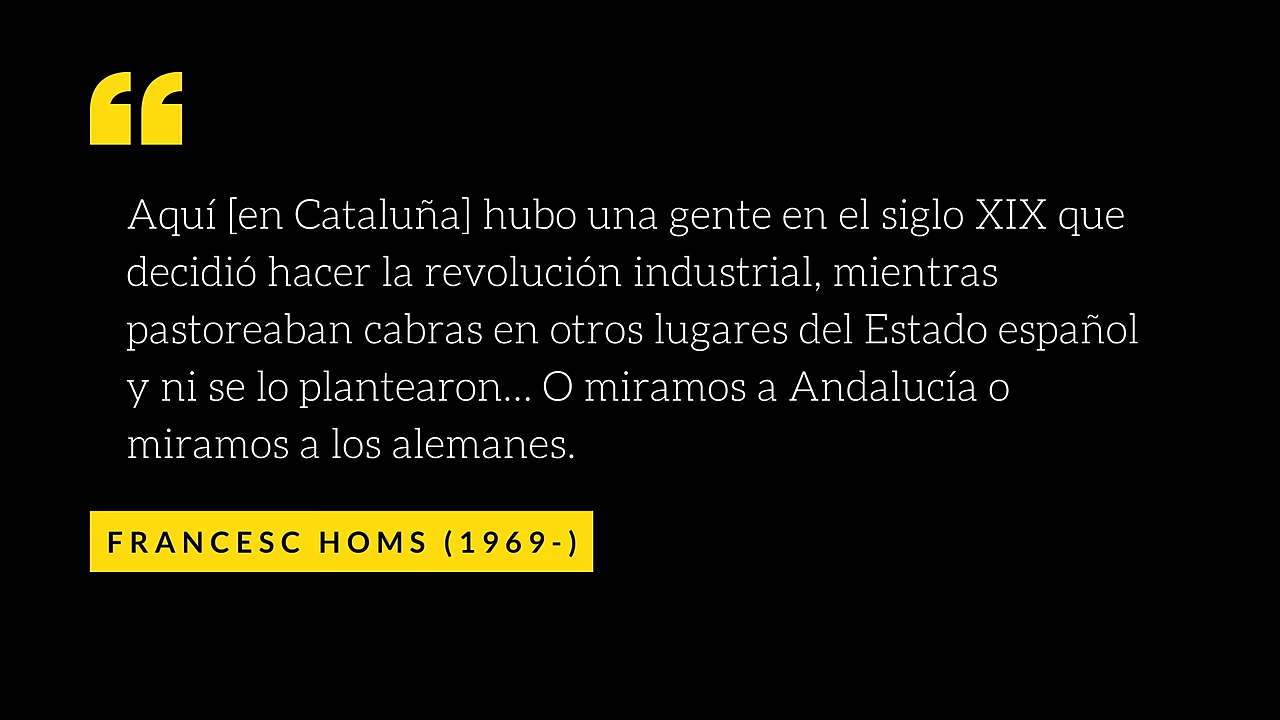 “
Aquí [en Cataluña] hubo una gente en el siglo XIX que
decidió hacer la revolución industrial, mientras
pastoreaban cabras en otros lugares del Estado español
y ni se lo plantearon... O miramos a Andalucía o
miramos a los alemanes.
FRANCESC HOMS (1969-)